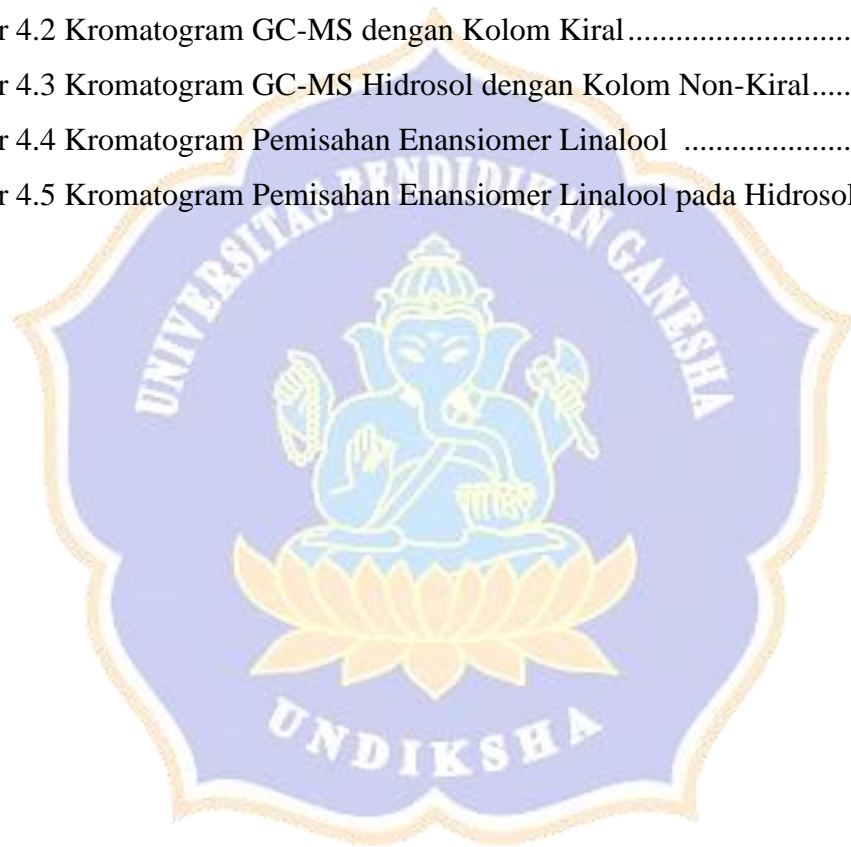 r 4.2 Kromatogram GC-MS dengan Kolom Kiral............................
r 4.3 Kromatogram GC-MS Hidrosol dengan Kolom Non-Kiral.....
r 4.4 Kromatogram Pemisahan Enansiomer Linalool .....................
r 4.5 Kromatogram Pemisahan Enansiomer Linalool pada Hidrosol
UNIVERSITAS PENDIDIKAN GANESHA
UNDIKSHA